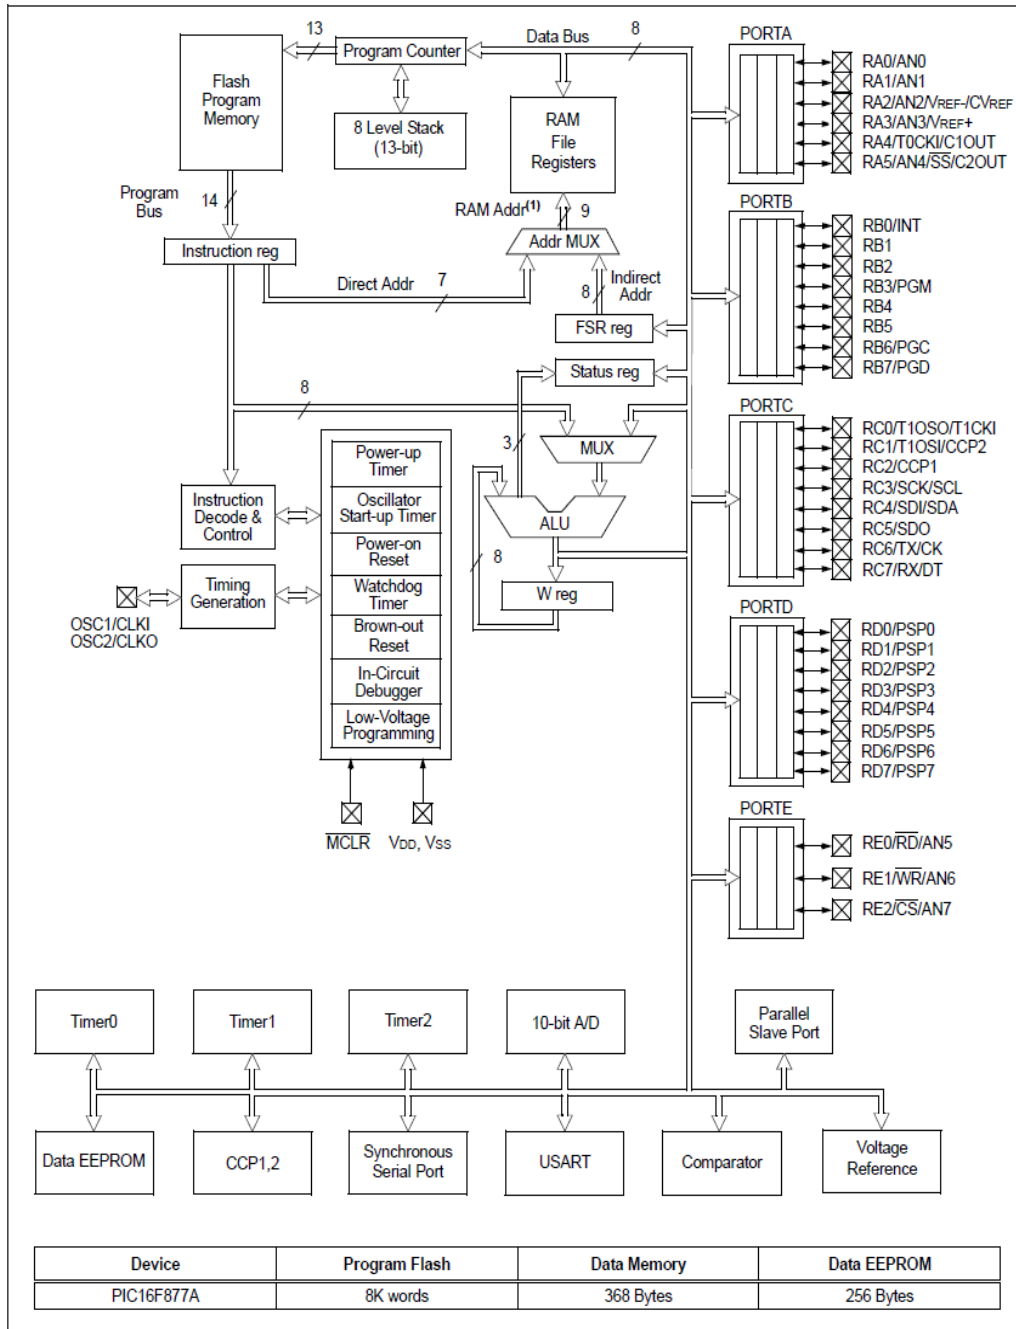 13
Program Counter
Data Bus
8
PORTA
Flash
Program
Memory
8 Level Stack
(13-bit)
RAM
File
Registers
RA0/AN0
RA1/AN1
RA2/AN2/VREF-/CVREF
RA3/AN3/VREF+
RA4/T0CKI/C1OUT
RA5/AN4/SS/C2OUT
Program
Bus
14
RAM Addr(1)
9
PORTB
Instruction reg
Addr MUX
Direct Addr
7
8
Indirect
Addr
FSR reg
RB0/INT
RB1
RB2
RB3/PGM
RB4
RB5
RB6/PGC
RB7/PGD
Status reg
8
3
MUX
PORTC
RC0/T1OSO/T1CKI
RC1/T1OSI/CCP2
RC2/CCP1
RC3/SCK/SCL
RC4/SDI/SDA
RC5/SDO
RC6/TX/CK
RC7/RX/DT
Power-up
Timer
Instruction
Decode &
Control
Oscillator
Start-up Timer
ALU
Power-on
Reset
8
Timing
Generation
Watchdog
Timer
W reg
OSC1/CLKI
OSC2/CLKO
Brown-out
Reset
In-Circuit
Debugger
Low-Voltage
Programming
MCLR
VDD, VSS
PORTD
RD0/PSP0
RD1/PSP1
RD2/PSP2
RD3/PSP3
RD4/PSP4
RD5/PSP5
RD6/PSP6
RD7/PSP7
PORTE
RE0/RD/AN5
RE1/WR/AN6
RE2/CS/AN7
Timer0
Timer1
Timer2
10-bit A/D
Parallel
Slave Port
Data EEPROM
CCP1,2
Synchronous
Serial Port
USART
Comparator
Voltage
Reference
Device Program Flash Data Memory Data EEPROM
PIC16F877A 8K words 368 Bytes 256 Bytes